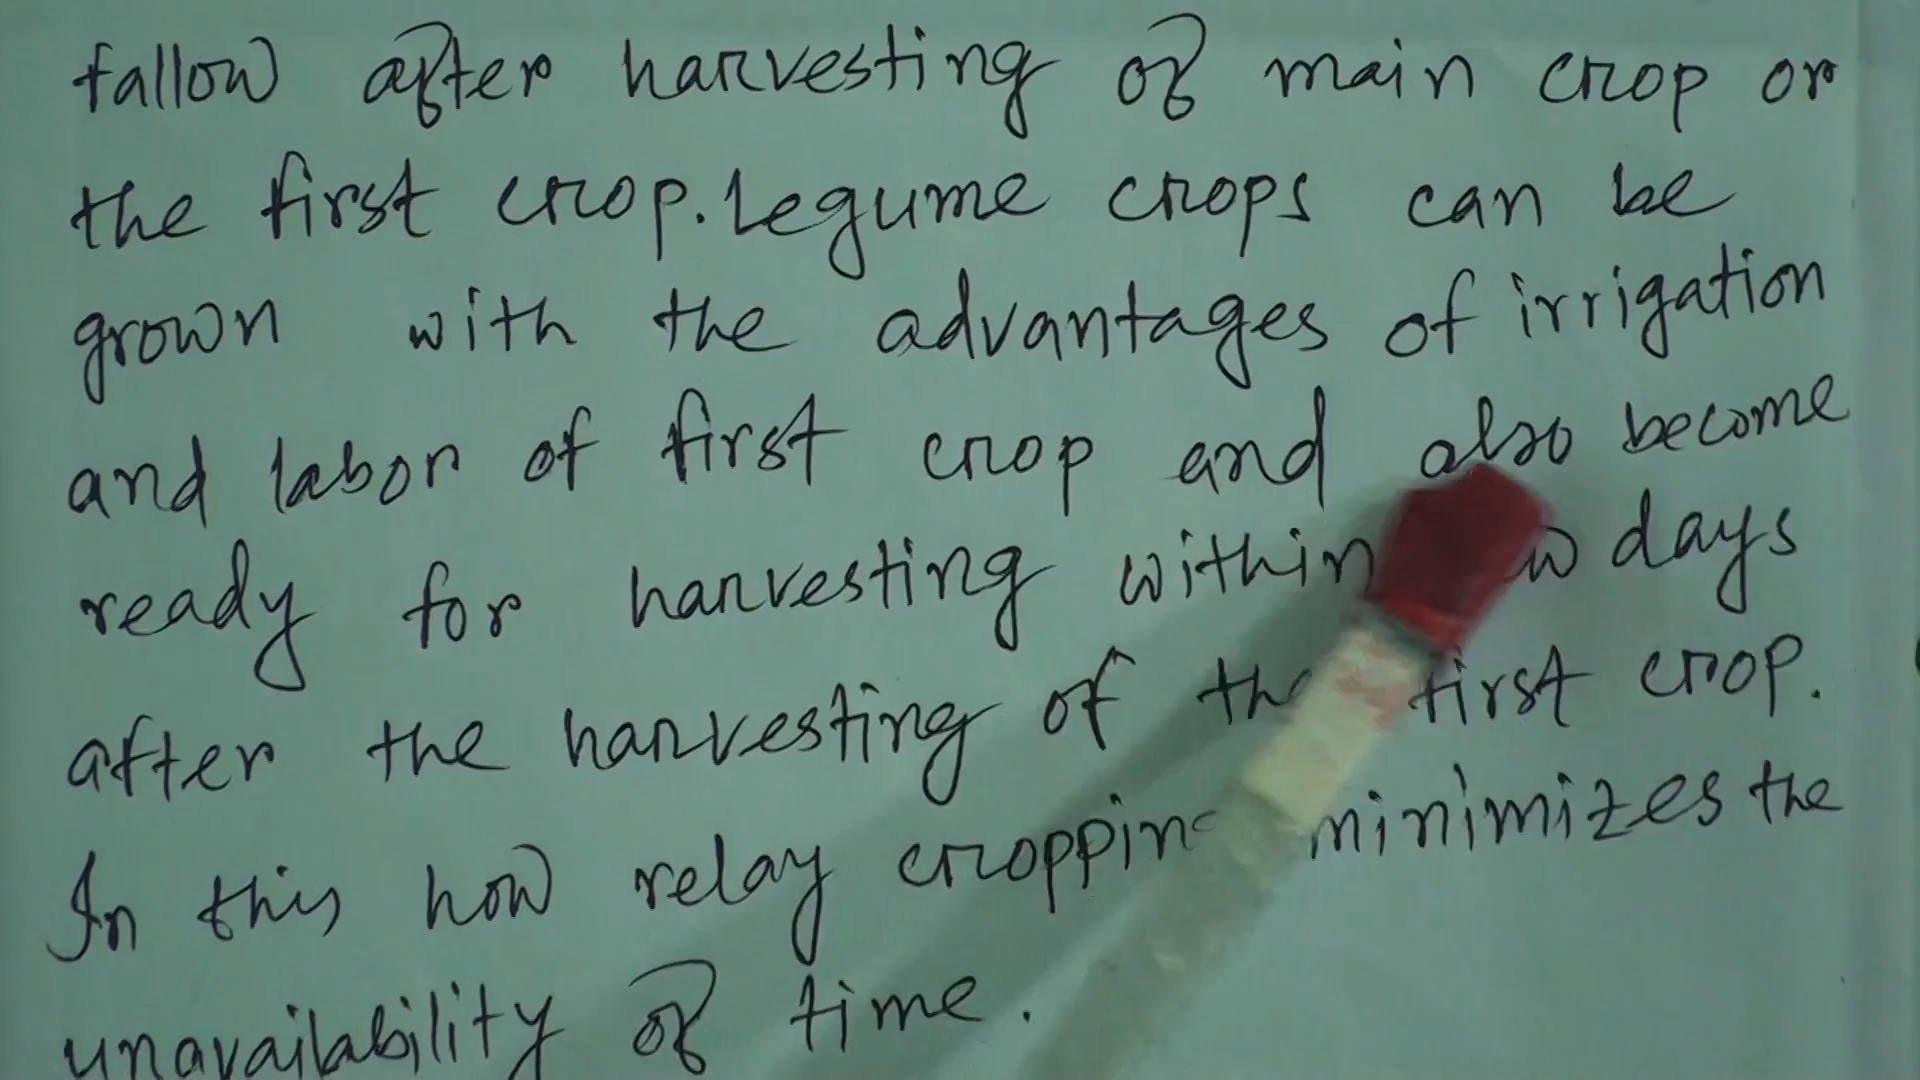 fallow after harvesting of main crop or
the first crop. Legume crops can be
grown with the advantages of irrigation
and labor of first crop and also become
ready for harvesting within days
after the harvesting of the first crop.
In this how relay cropping minimizes the
unavailability of time.